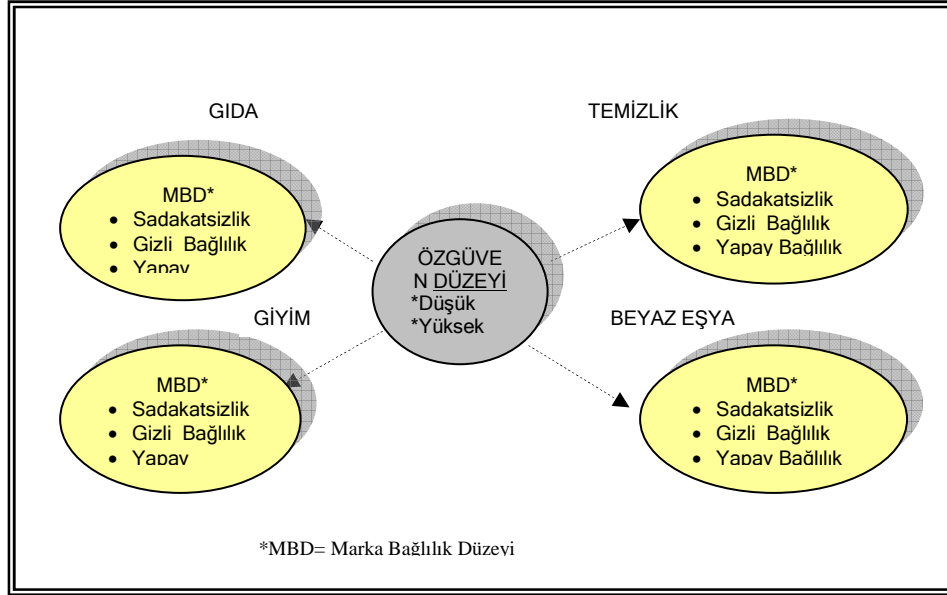 GIDA
MBD*
• Sadakatsizlik
• Gizli Bağlılık
• Yapay
TEMİZLİK
MBD*
• Sadakatsizlik
• Gizli Bağlılık
• Yapay Bağlılık
ÖZGÜVE
N DÜZEYİ
*Düşük
*Yüksek
GİYİM
MBD*
• Sadakatsizlik
• Gizli Bağlılık
• Yapay
BEYAZ EŞYA
MBD*
• Sadakatsizlik
• Gizli Bağlılık
• Yapay Bağlılık
*MBD= Marka Bağlılık Düzeyi